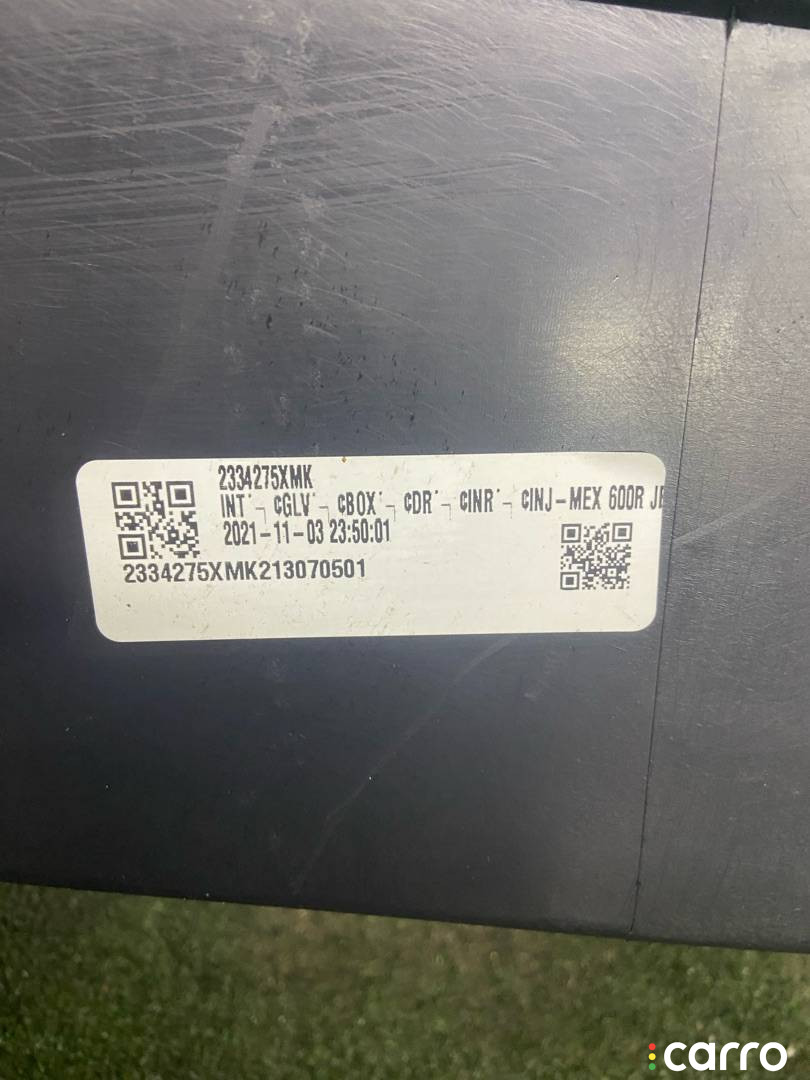 2334275XMK
INT˙┐¢GLV˙┐¢BOX˙┐¢DR˙┐¢INR˙┐¢INJ-MEX 600R
2021-11-03 23:50:01
2334275XMK213070501
carro